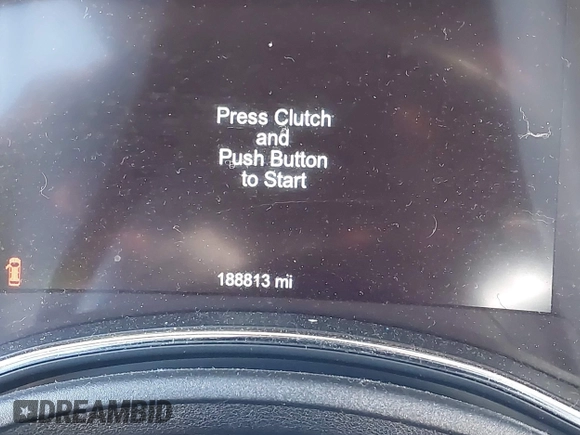 Press Clutch
and
Push Button
to Start
188813 mi
DREAMBID